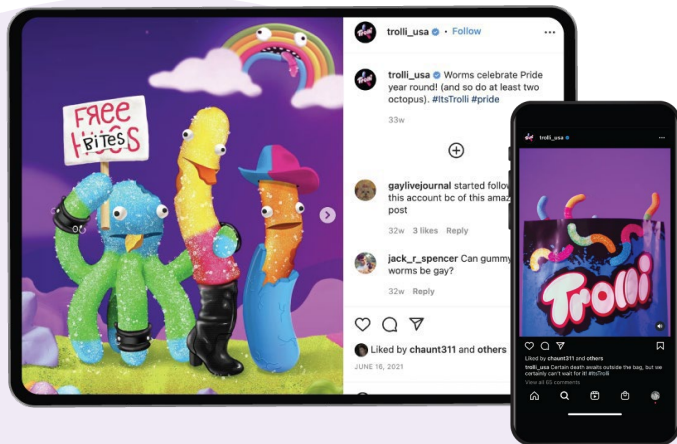 trolli_usa • Follow
trolli_usa Worms celebrate Pride
year round! (and so do at least two
octopus). #ItsTrolli #pride
33w
gaylivejournal started follow
this account bc of this amaz
post
32w 3 likes Reply
jack_r_spencer Can gummy
worms be gay?
32w Reply
Liked by chaunt311 and others
JUNE 16, 2021
FREE
HUGS
BITES
trolli_usa
Trolli
Liked by chaunt311 and others
trolli_usa Certain death awaits outside the bag, but we
certainly can't wait for it! #ItsTrolli
View all 65 comments